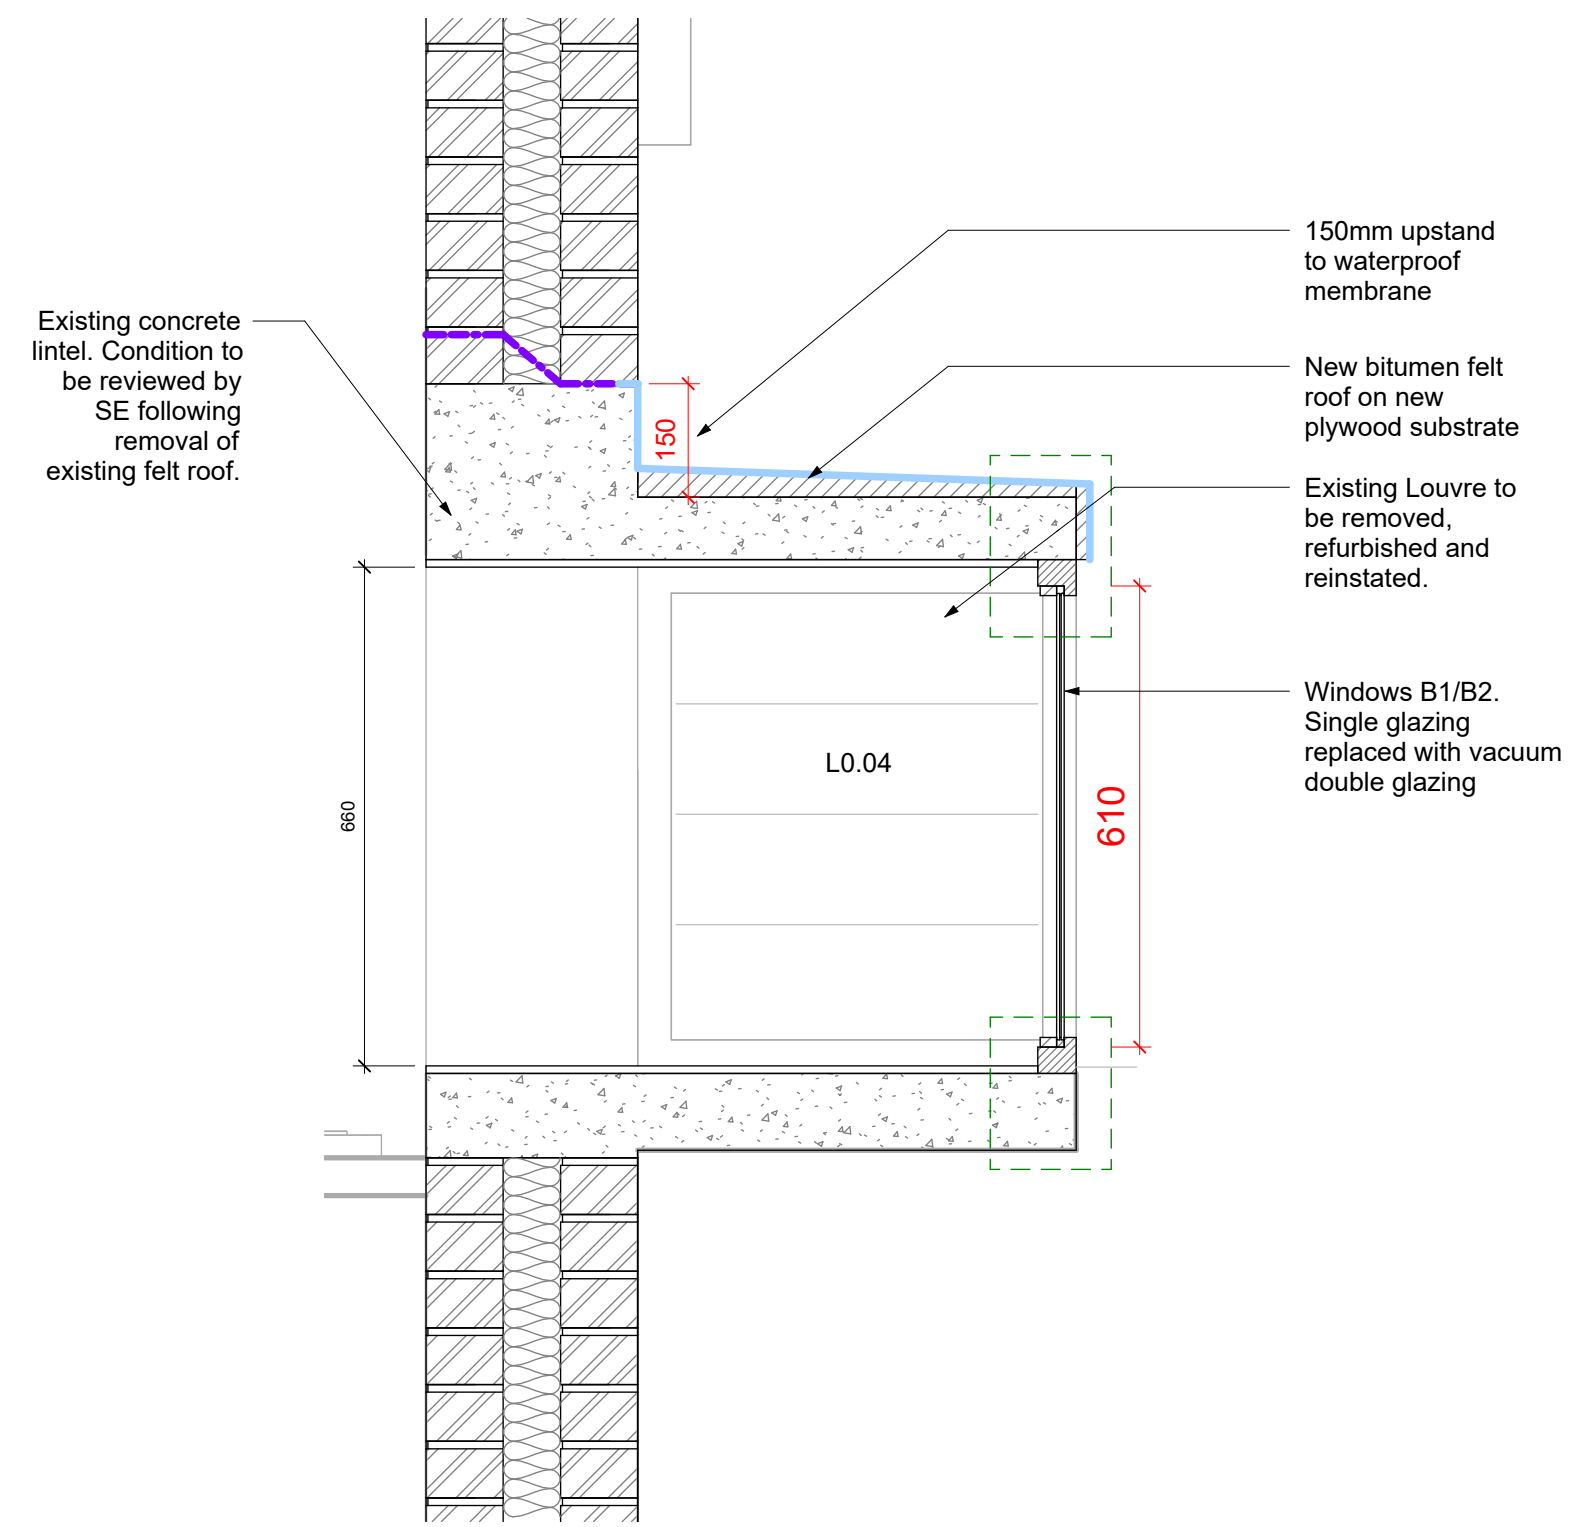 150mm upstand
to waterproof
membrane
Existing concrete
lintel. Condition to
be reviewed by
SE following
removal of
existing felt roof.
New bitumen felt
roof on new
plywood substrate
150
Existing Louvre to
be removed,
refurbished and
reinstated.
Windows B1/B2.
Single glazing
replaced with vacuum
double glazing
L0.04
660
610